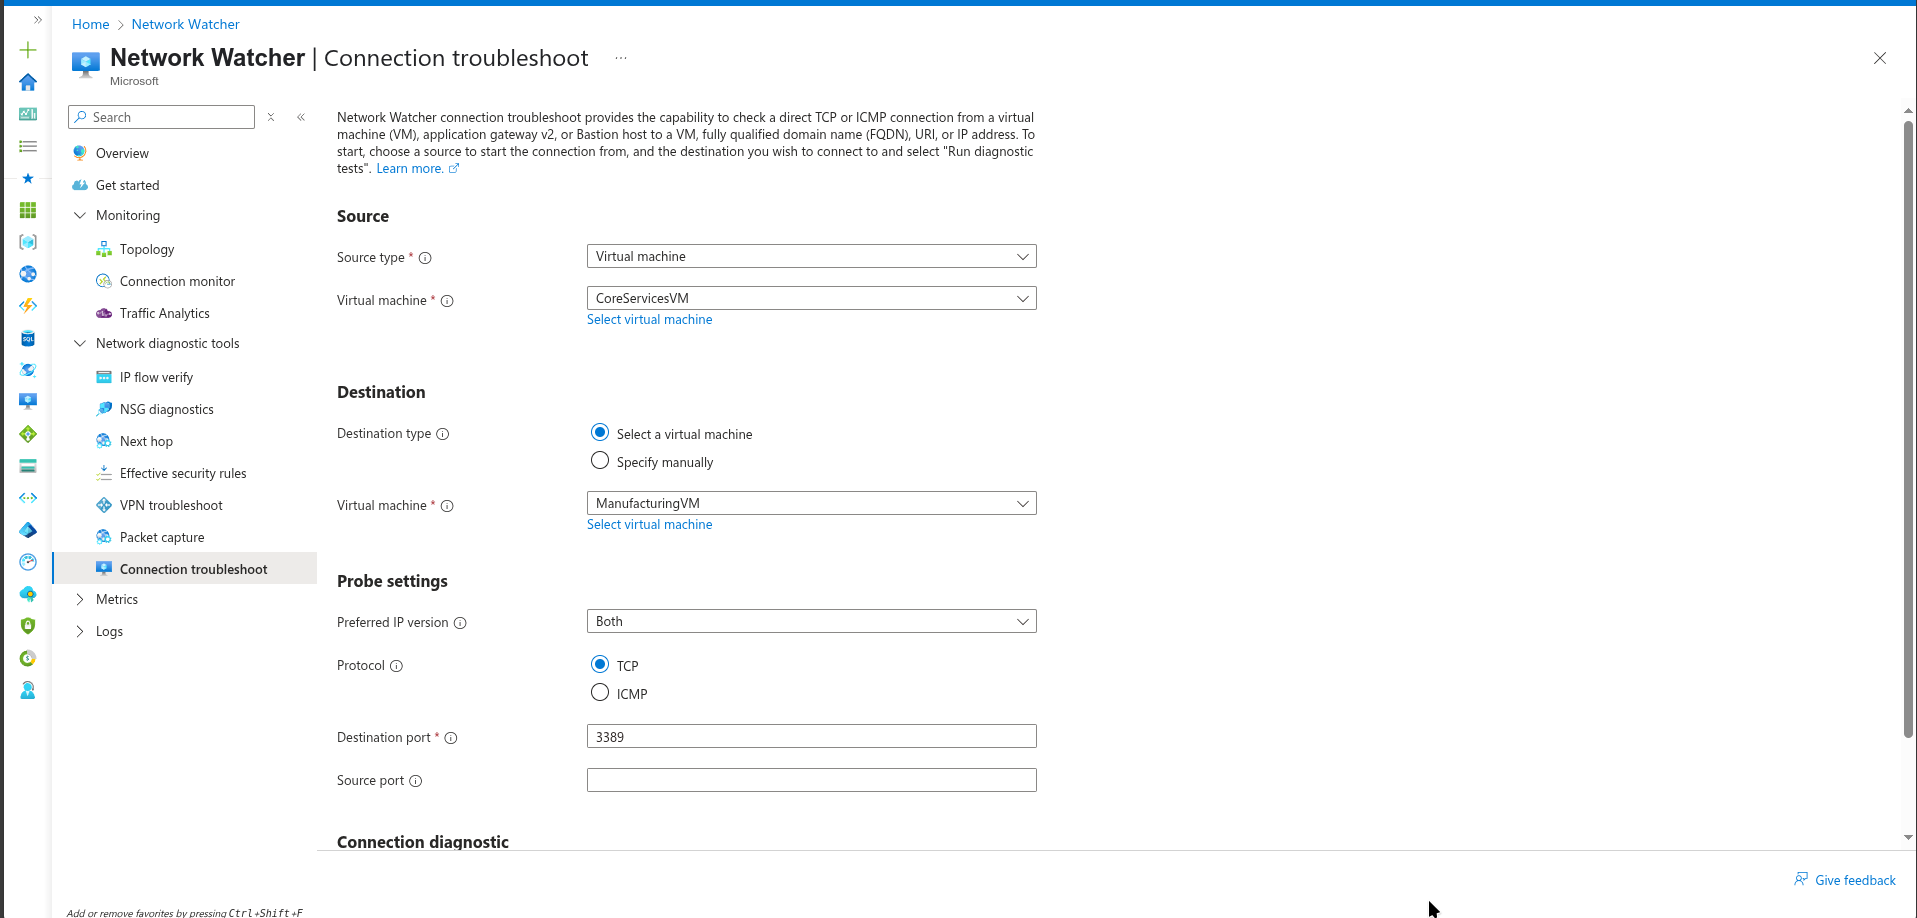 Home > Network Watcher
Network Watcher | Connection troubleshoot ...
Microsoft
Search
Overview
Get started
Monitoring
Topology
Connection monitor
Traffic Analytics
Network diagnostic tools
IP flow verify
NSG diagnostics
Next hop
Effective security rules
VPN troubleshoot
Packet capture
Connection troubleshoot
Metrics
Logs
Add or remove favorites by pressing Ctrl+Shift+F
Network Watcher connection troubleshoot provides the capability to check a direct TCP or ICMP connection from a virtual
machine (VM), application gateway v2, or Bastion host to a VM, fully qualified domain name (FQDN), URI, or IP address. To
start, choose a source to start the connection from, and the destination you wish to connect to and select "Run diagnostic
tests". Learn more.
Source
Source type * Virtual machine
Virtual machine * CoreServicesVM
Select virtual machine
Destination
Destination type Select a virtual machine
Specify manually
Virtual machine * ManufacturingVM
Select virtual machine
Probe settings
Preferred IP version Both
Protocol TCP
ICMP
Destination port * 3389
Source port
Connection diagnostic
Give feedback